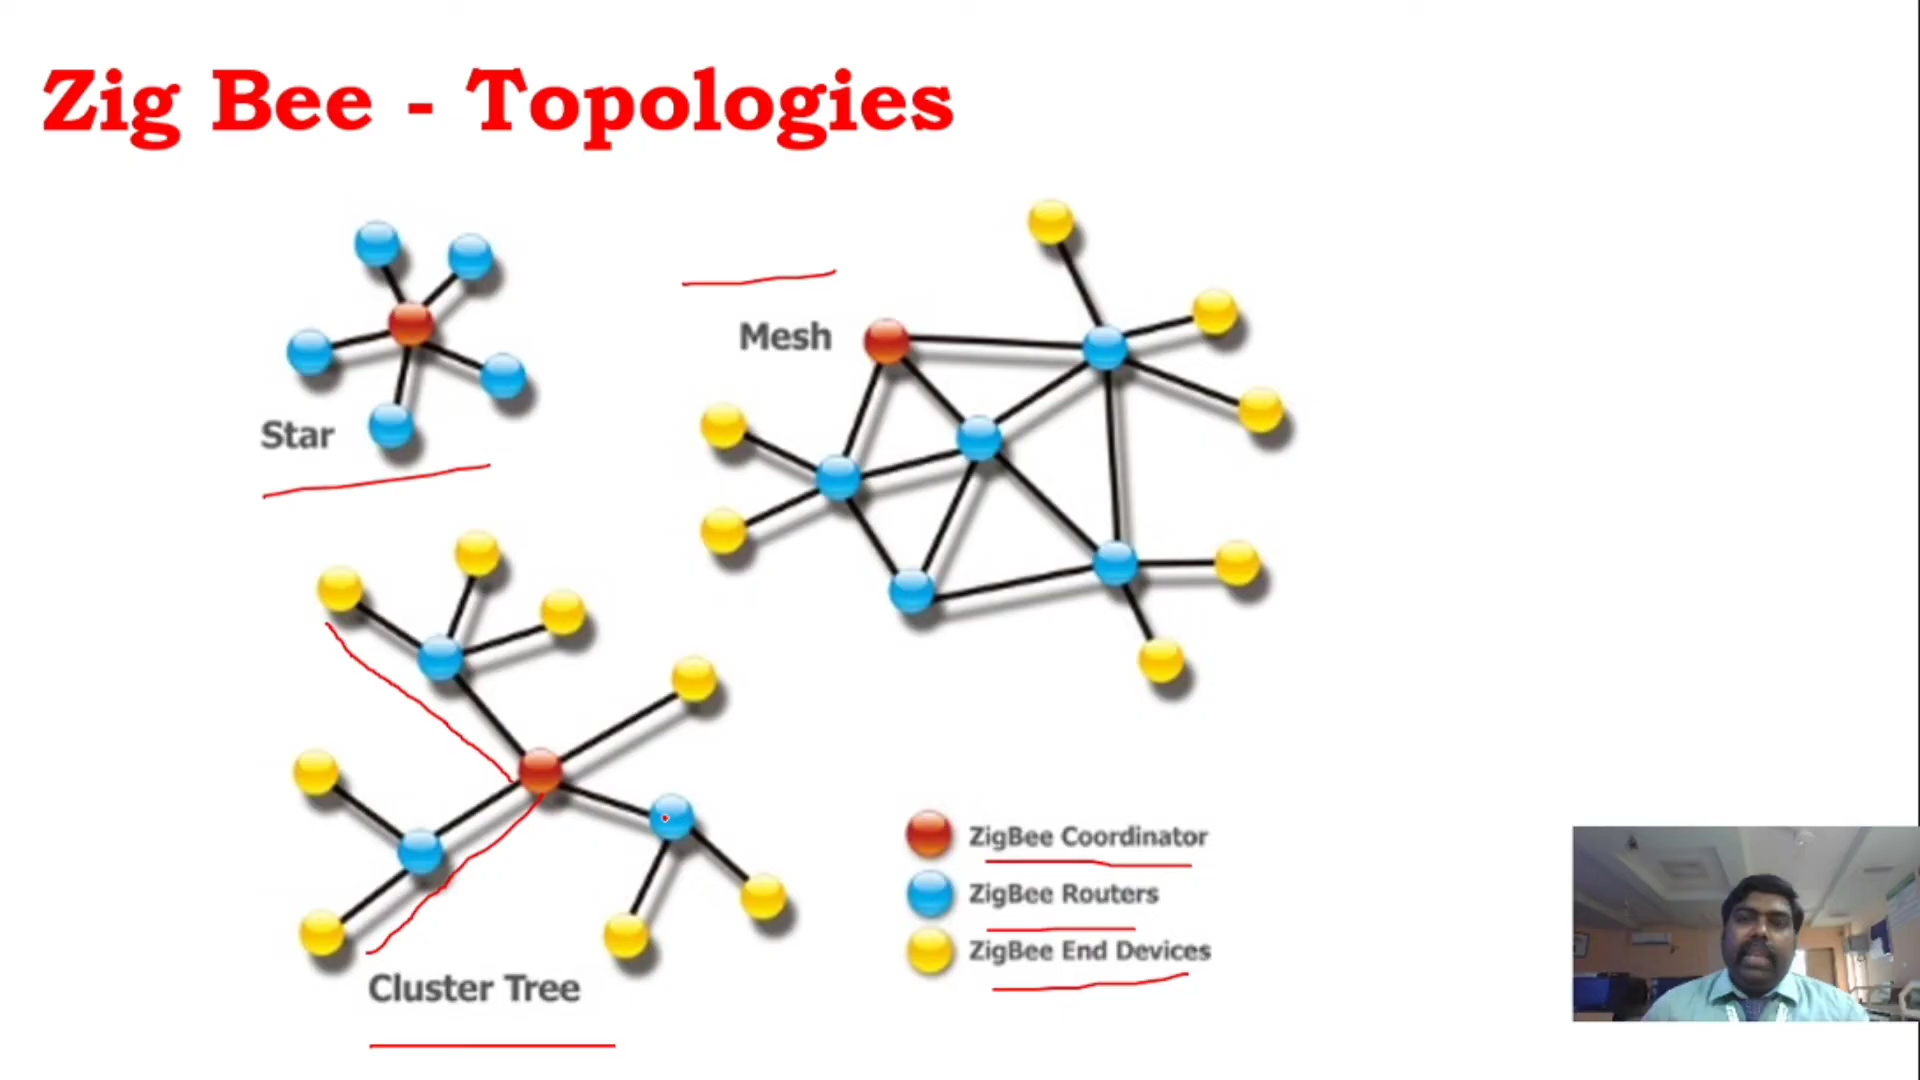 Zig Bee - Topologies
Star
Mesh
Cluster Tree
ZigBee Coordinator
ZigBee Routers
ZigBee End Devices